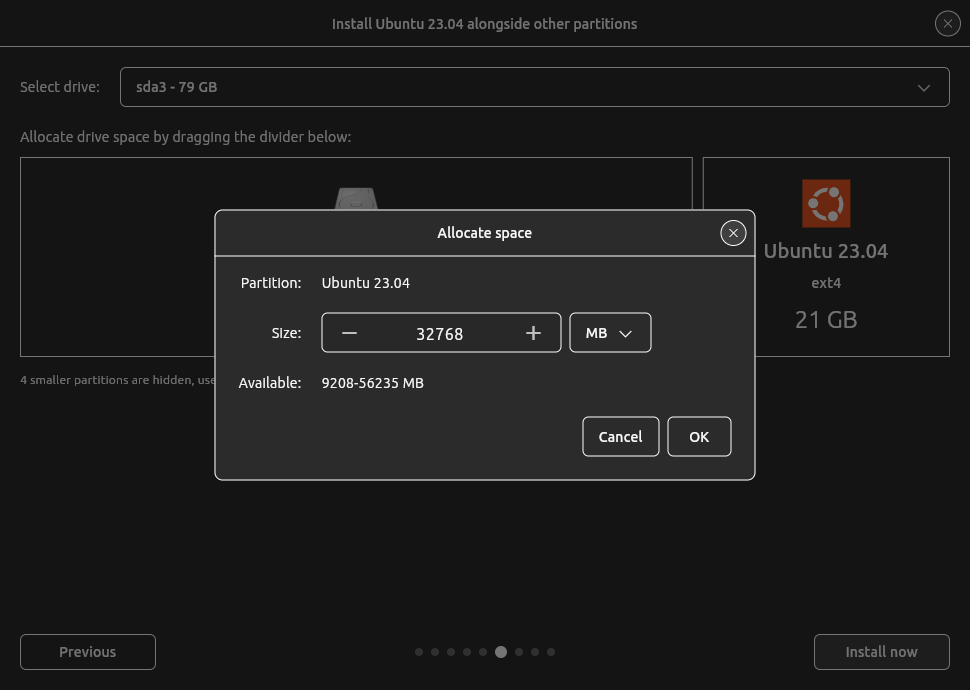 Install Ubuntu 23.04 alongside other partitions
Select drive: sda3 - 79 GB
Allocate drive space by dragging the divider below:
Allocate space
Partition: Ubuntu 23.04
Size: 32768 MB
Available: 9208-56235 MB
Cancel OK
Ubuntu 23.04
ext4
21 GB
4 smaller partitions are hidden, use
Previous Install now